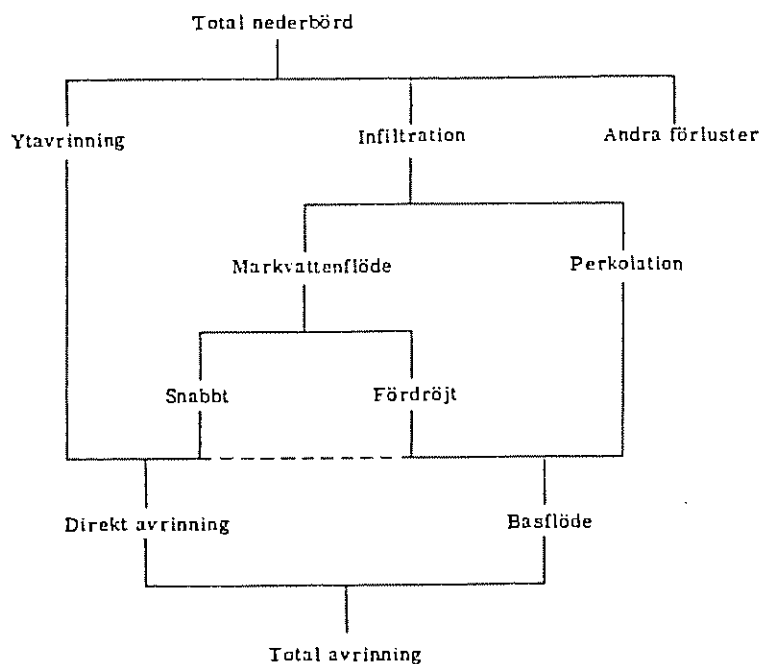 Total nederbörd
Ytavrinning
Infiltration
Andra förluster
Markvattenflöde
Perkolation
Snabbt
Fördröjt
Direkt avrinning
Basflöde
Total avrinning